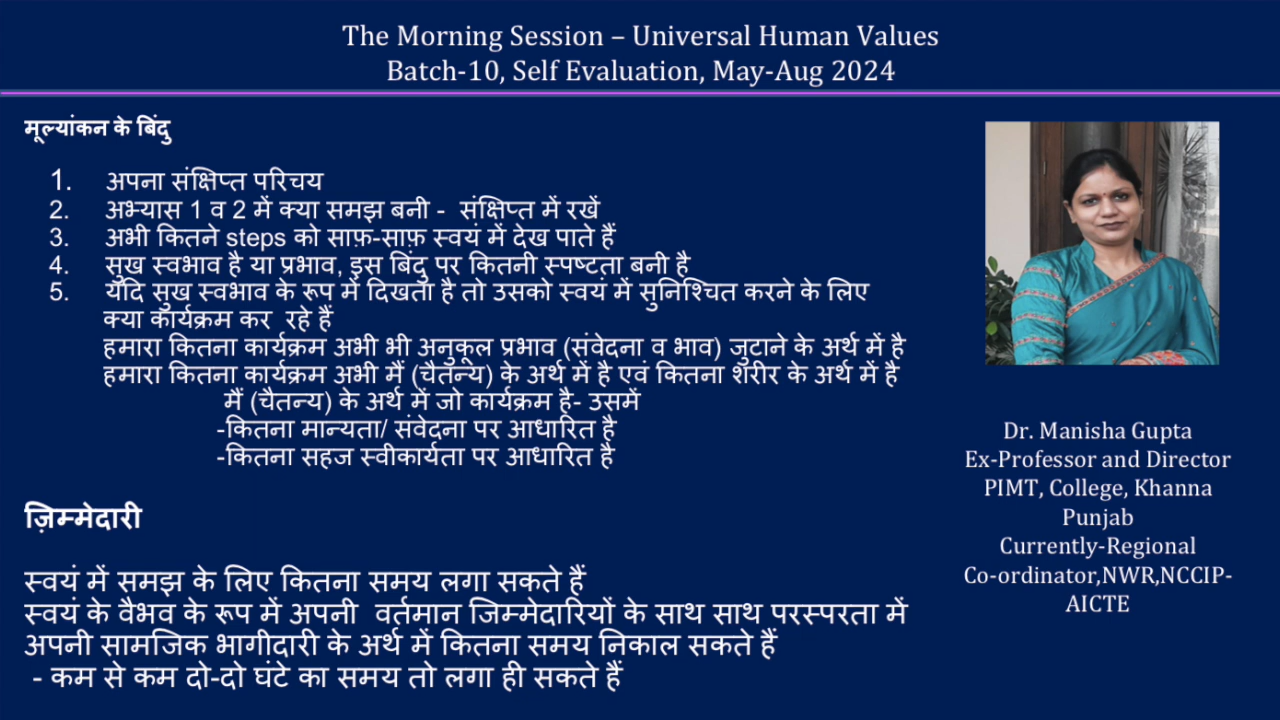 The Morning Session – Universal Human Values
Batch-10, Self Evaluation, May-Aug 2024
मूल्यांकन के बिंदु
1. अपना संक्षिप्त परिचय
2. अभ्यास 1 व 2 में क्या समझ बनी - संक्षिप्त में रखें
3. अभी कितने steps को साफ़-साफ़ स्वयं में देख पाते हैं
4. सुख स्वभाव है या प्रभाव, इस बिंदु पर कितनी स्पष्टता बनी है
5. यदि सुख स्वभाव के रूप में दिखता है तो उसको स्वयं में सुनिश्चित करने के लिए
क्या कार्यक्रम कर रहे हैं
हमारा कितना कार्यक्रम अभी भी अनुकूल प्रभाव (संवेदना व भाव) जुटाने के अर्थ में है
हमारा कितना कार्यक्रम अभी मैं (चैतन्य) के अर्थ में है एवं कितना शरीर के अर्थ में है
मैं (चैतन्य) के अर्थ में जो कार्यक्रम है- उसमें
-कितना मान्यता/ संवेदना पर आधारित है
-कितना सहज स्वीकार्यता पर आधारित है
ज़िम्मेदारी
स्वयं में समझ के लिए कितना समय लगा सकते हैं
स्वयं के वैभव के रूप में अपनी वर्तमान जिम्मेदारियों के साथ साथ परस्परता में
अपनी सामजिक भागीदारी के अर्थ में कितना समय निकाल सकते हैं
- कम से कम दो-दो घंटे का समय तो लगा ही सकते हैं
Dr. Manisha Gupta
Ex-Professor and Director
PIMT, College, Khanna
Punjab
Currently-Regional
Co-ordinator,NWR,NCCIP-
AICTE